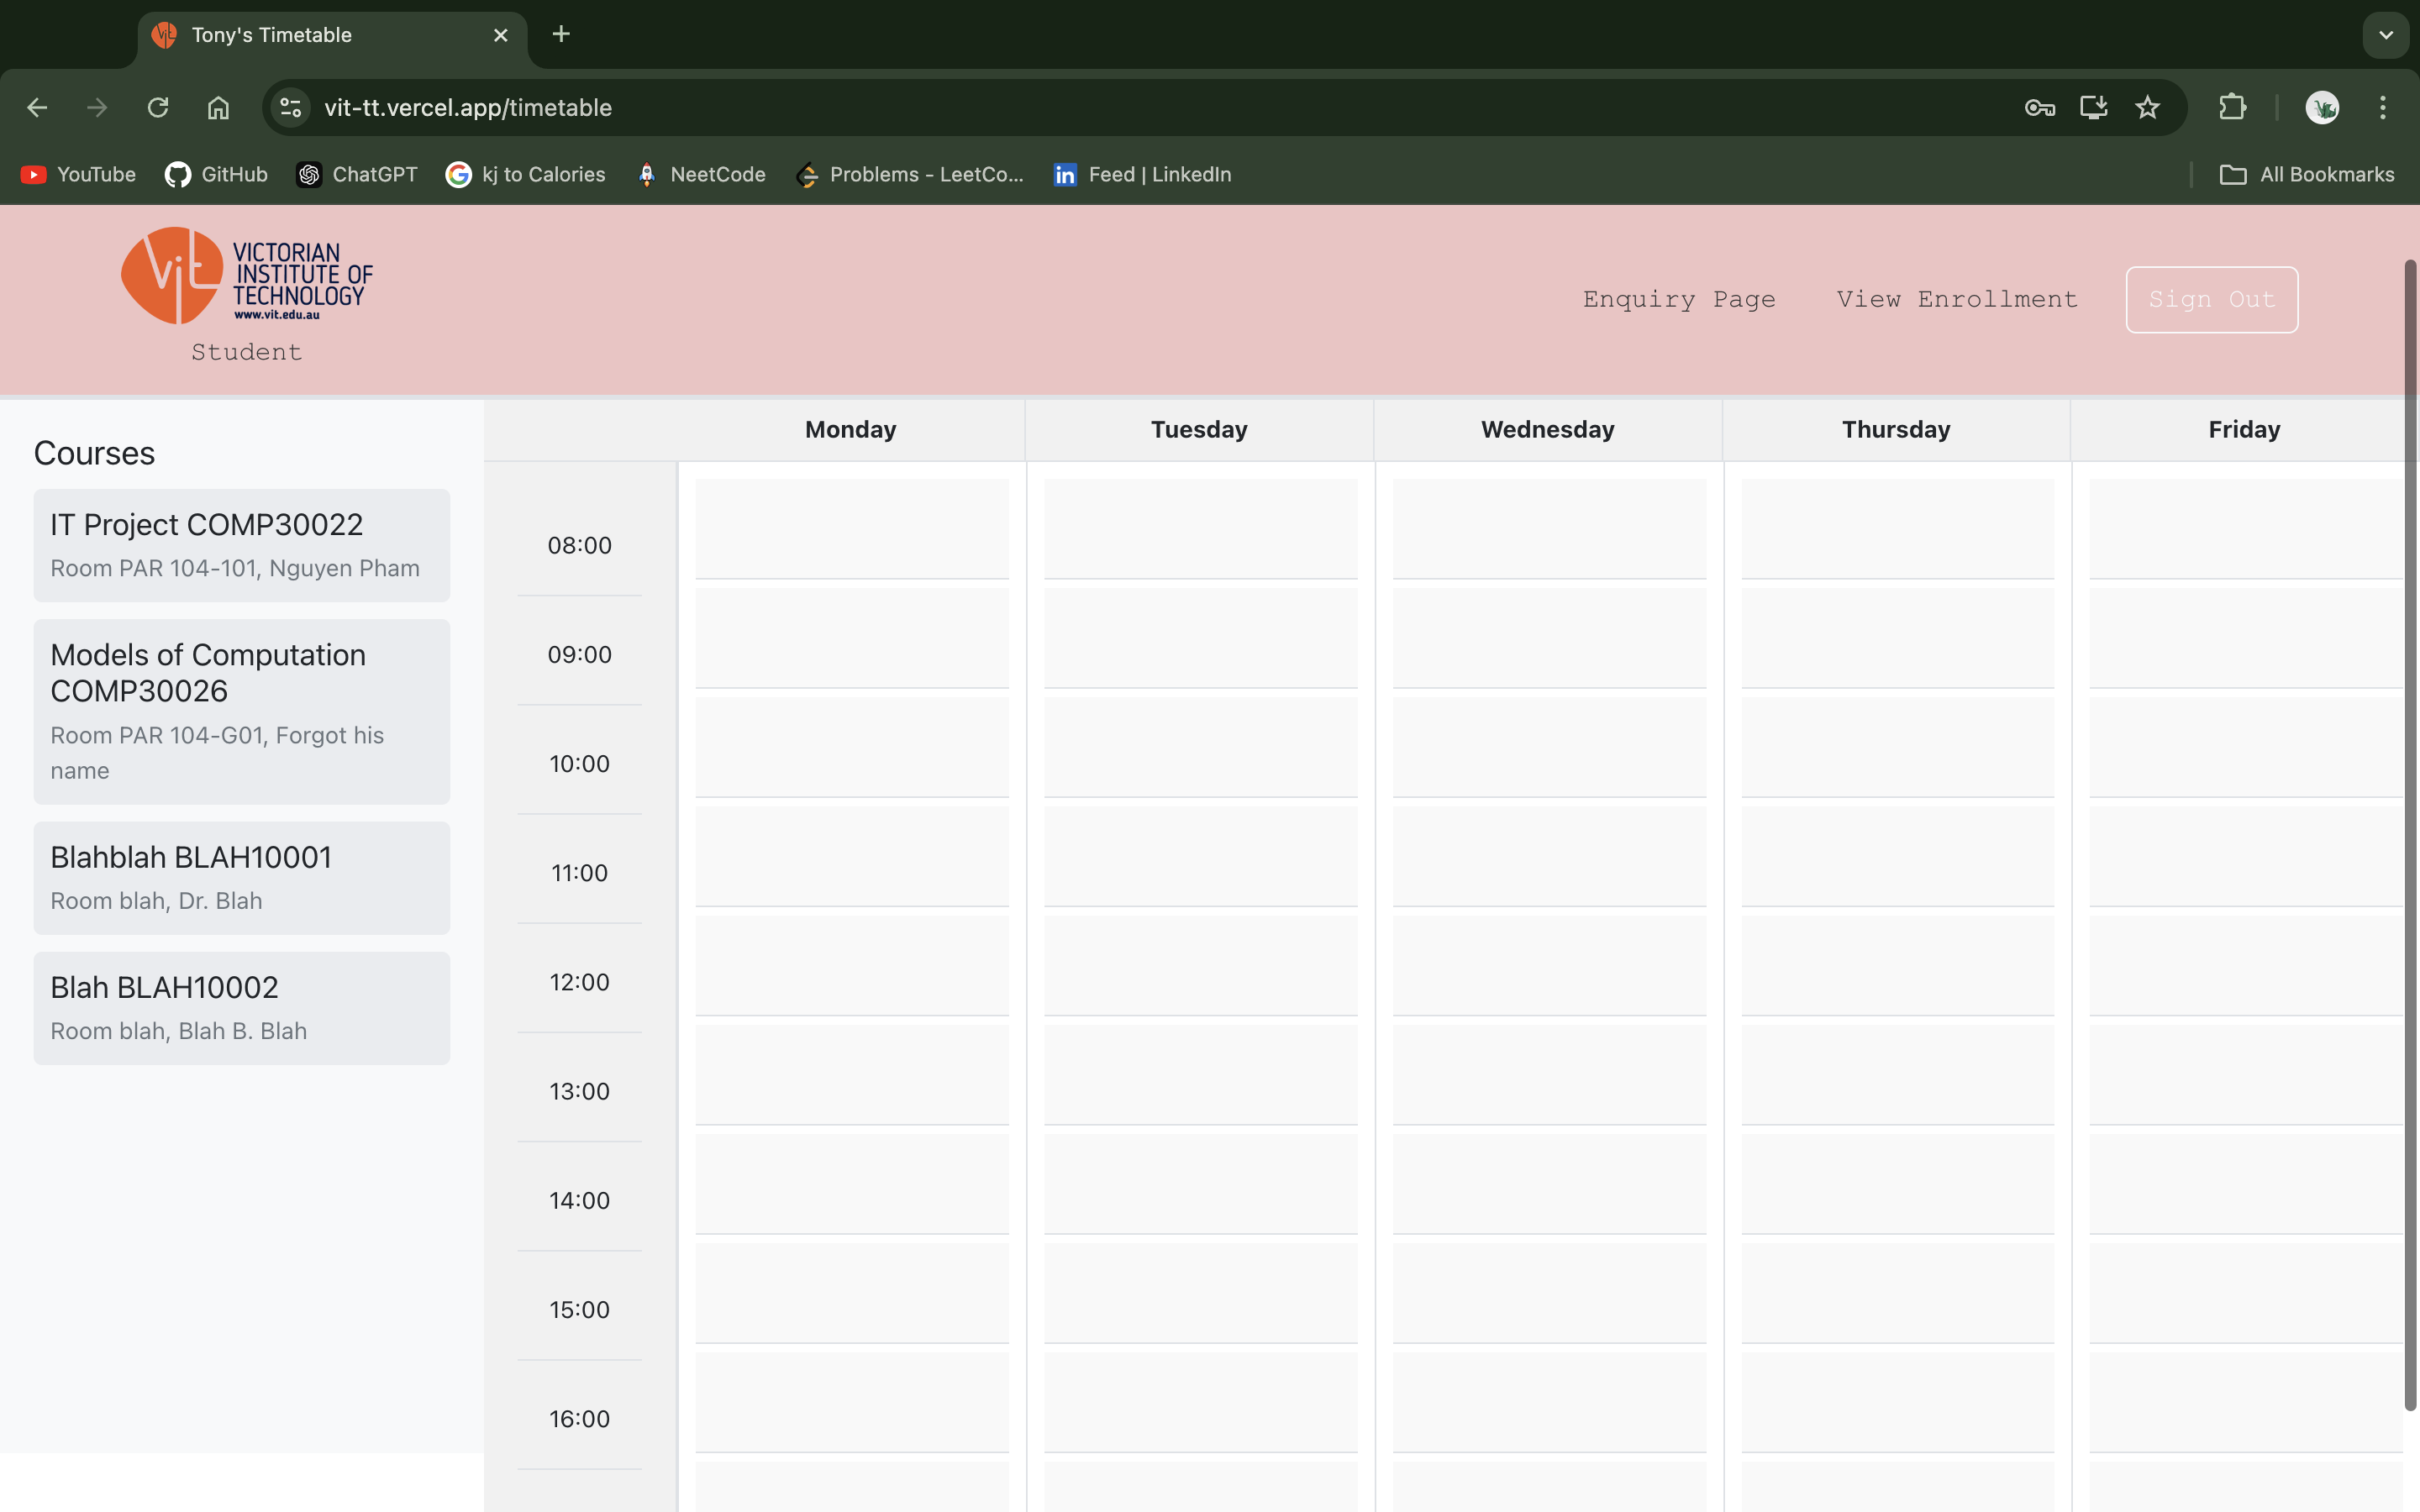 Tony's Timetable
vit-tt.vercel.app/timetable
YouTube GitHub ChatGPT kj to Calories NeetCode Problems - LeetCo... Feed | LinkedIn All Bookmarks
vit
VICTORIAN
INSTITUTE OF
TECHNOLOGY
www.vit.edu.au
Student
Enquiry Page View Enrollment Sign Out
Courses
IT Project COMP30022
Room PAR 104-101, Nguyen Pham
Models of Computation
COMP30026
Room PAR 104-G01, Forgot his
name
Blahblah BLAH10001
Room blah, Dr. Blah
Blah BLAH10002
Room blah, Blah B. Blah
Monday Tuesday Wednesday Thursday Friday
08:00
09:00
10:00
11:00
12:00
13:00
14:00
15:00
16:00